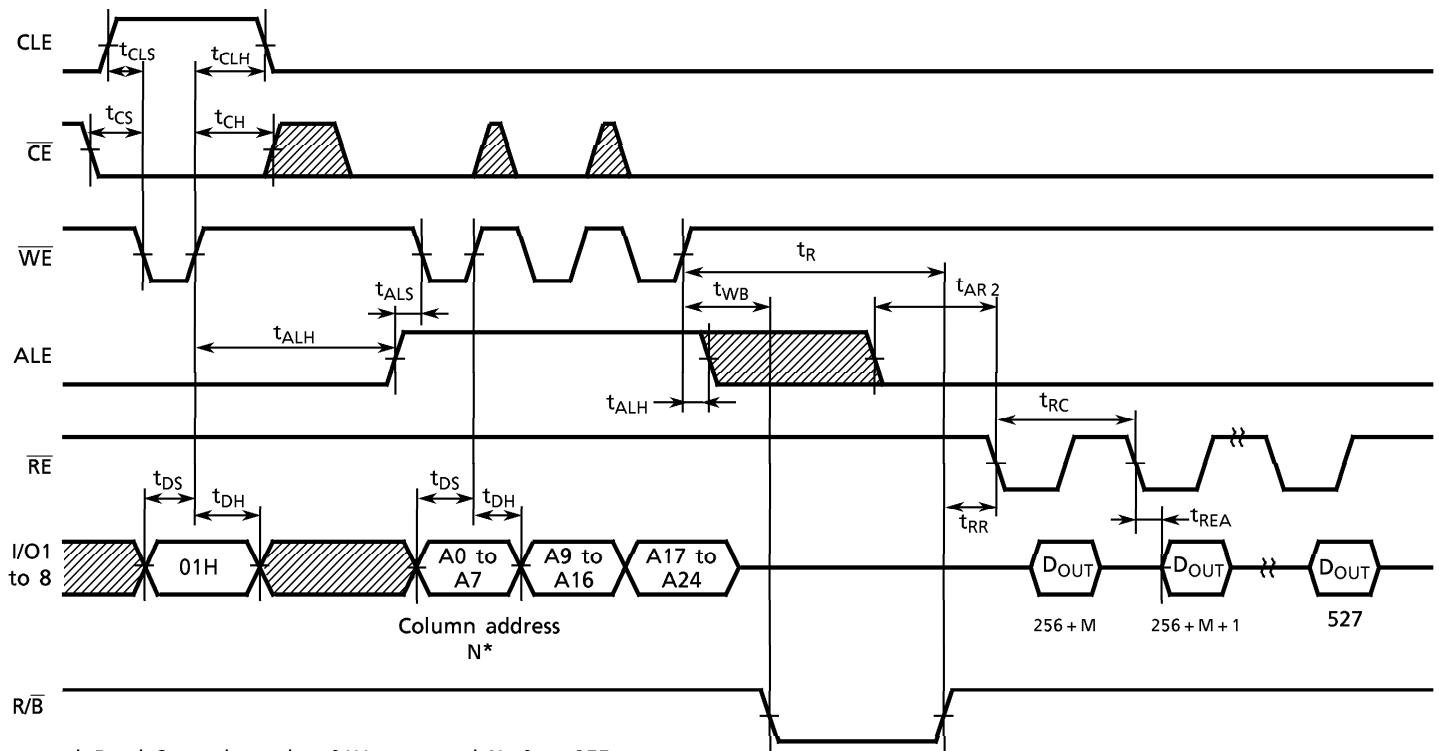 CLE
tCLS
tCLH
tCS
tCH
CE
WE
tR
tALS
tWB
tAR2
tALH
ALE
tALH
tRC
RE
tDS
tDH
tDS
tDH
tRR
tREA
I/O1
to 8
01H
A0 to
A7
A9 to
A16
A17 to
A24
DOUT
DOUT
DOUT
256 + M
256 + M + 1
527
Column address
N*
R/B